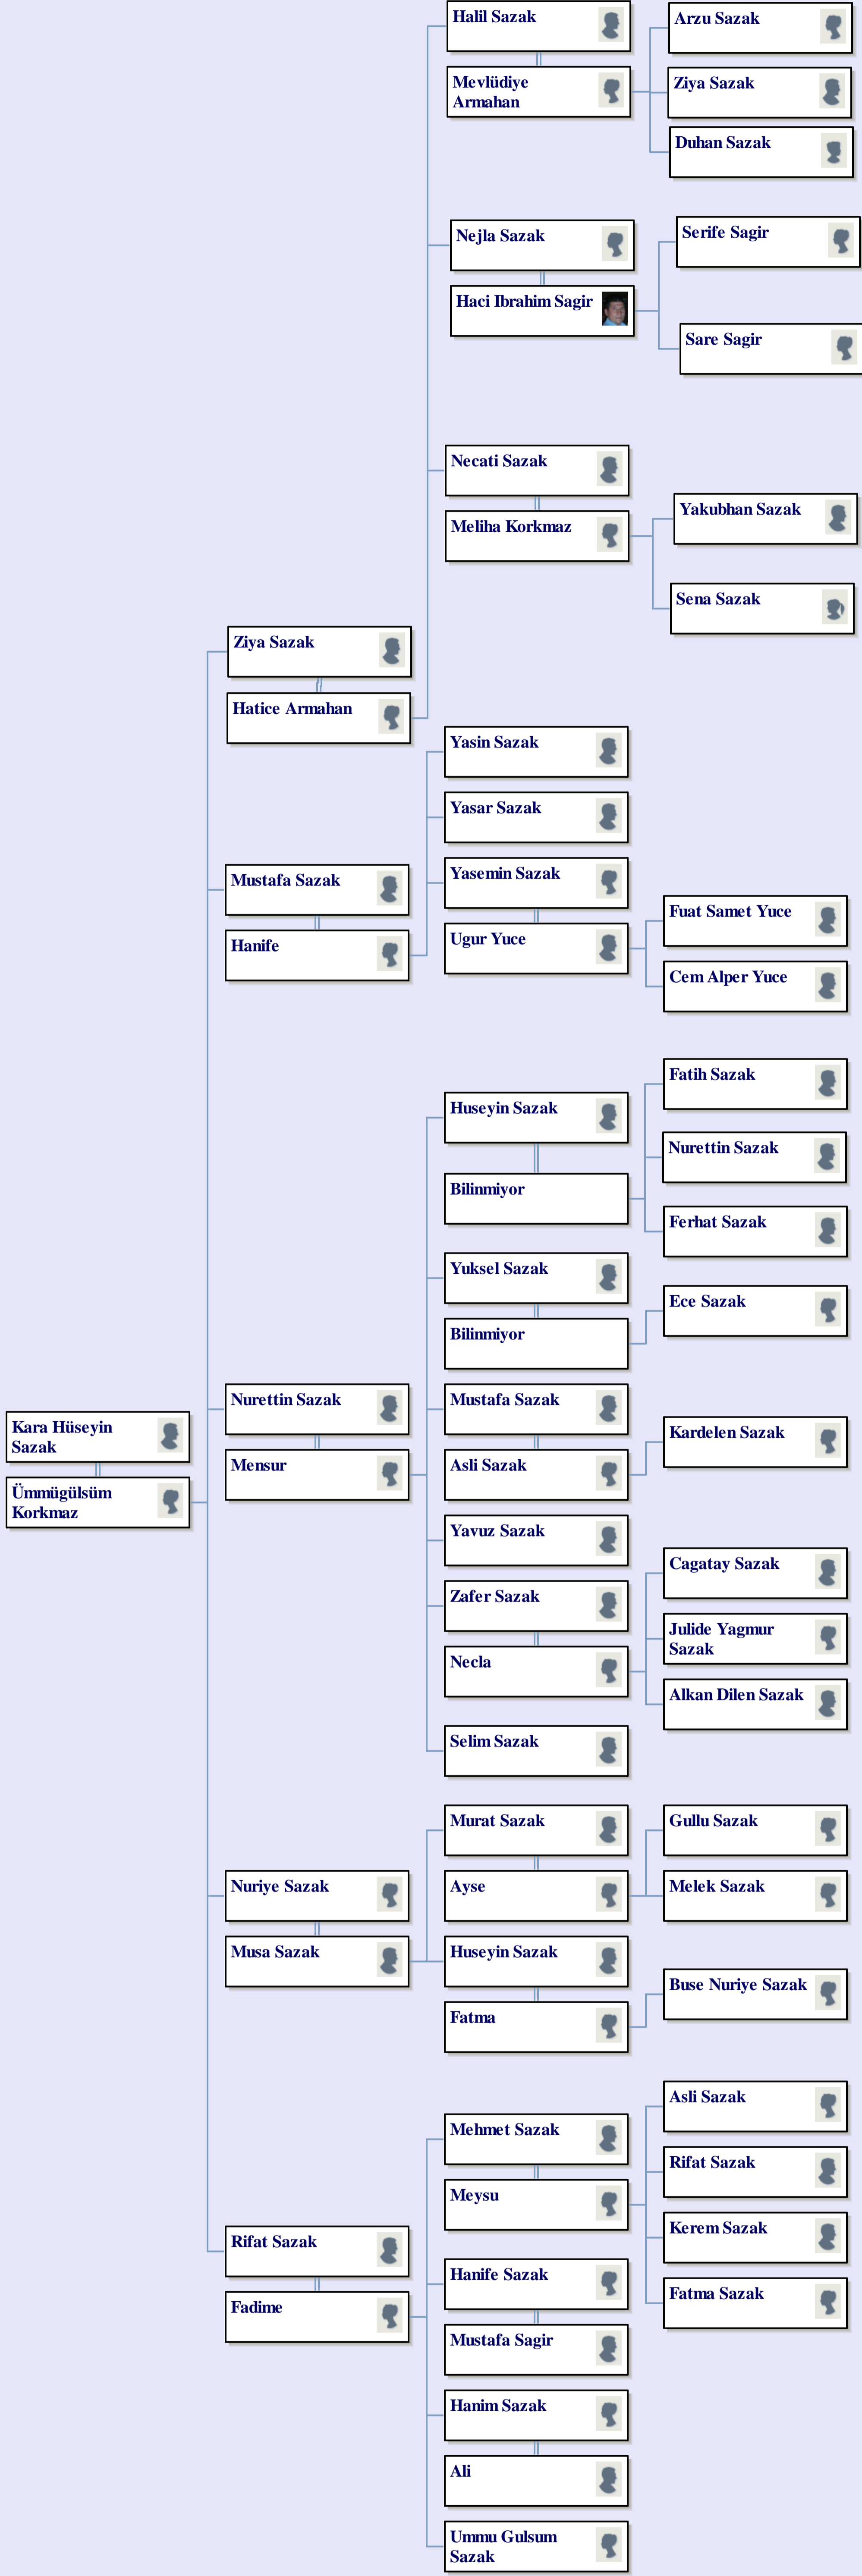 Halil Sazak
Mevlüdiye
Armahan
Arzu Sazak
Ziya Sazak
Duhan Sazak
Nejla Sazak
Haci Ibrahim Sagir
Serife Sagir
Sare Sagir
Necati Sazak
Meliha Korkmaz
Yakubhan Sazak
Sena Sazak
Ziya Sazak
Hatice Armahan
Yasin Sazak
Yasar Sazak
Yasemin Sazak
Ugur Yuce
Mustafa Sazak
Hanife
Fuat Samet Yuce
Cem Alper Yuce
Huseyin Sazak
Bilinmiyor
Fatih Sazak
Nurettin Sazak
Ferhat Sazak
Yuksel Sazak
Bilinmiyor
Ece Sazak
Nurettin Sazak
Mensur
Mustafa Sazak
Asli Sazak
Kardelen Sazak
Kara Hüseyin
Sazak
Ümmügülsüm
Korkmaz
Yavuz Sazak
Zafer Sazak
Necla
Cagatay Sazak
Julide Yagmur
Sazak
Alkan Dilen Sazak
Selim Sazak
Murat Sazak
Ayse
Gullu Sazak
Melek Sazak
Nuriye Sazak
Musa Sazak
Huseyin Sazak
Fatma
Buse Nuriye Sazak
Mehmet Sazak
Meysu
Asli Sazak
Rifat Sazak
Kerem Sazak
Fatma Sazak
Rifat Sazak
Fadime
Hanife Sazak
Mustafa Sagir
Hanim Sazak
Ali
Ummu Gulsum
Sazak